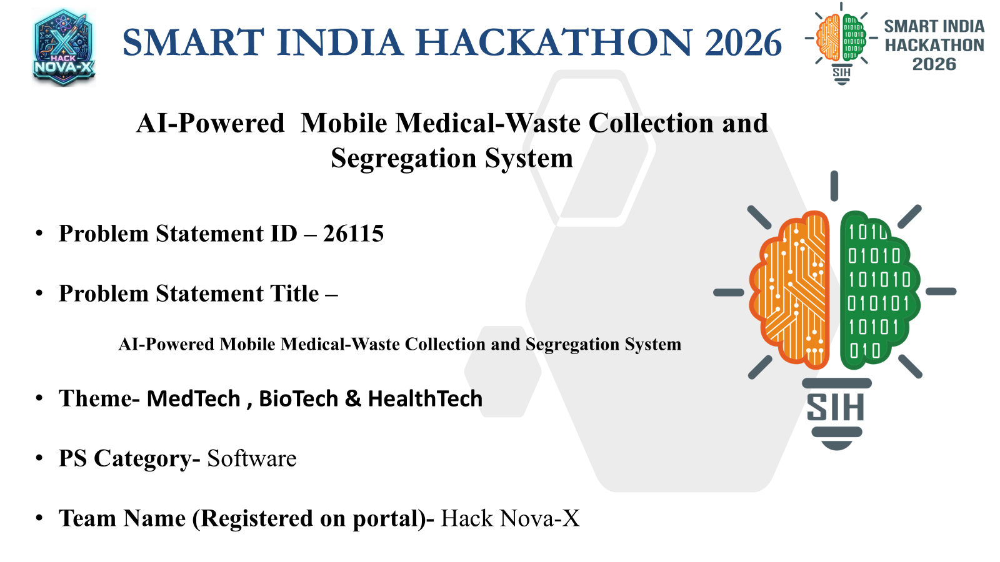 HACK
NOVA-X
SMART INDIA HACKATHON 2026
SMART INDIA
HACKATHON
2026
SIH
AI-Powered  Mobile Medical-Waste Collection and
Segregation System
• Problem Statement ID – 26115
• Problem Statement Title –
AI-Powered Mobile Medical-Waste Collection and Segregation System
• Theme- MedTech , BioTech & HealthTech
• PS Category- Software
• Team Name (Registered on portal)- Hack Nova-X
1010
01010
101010
010101
10101
010
SIH